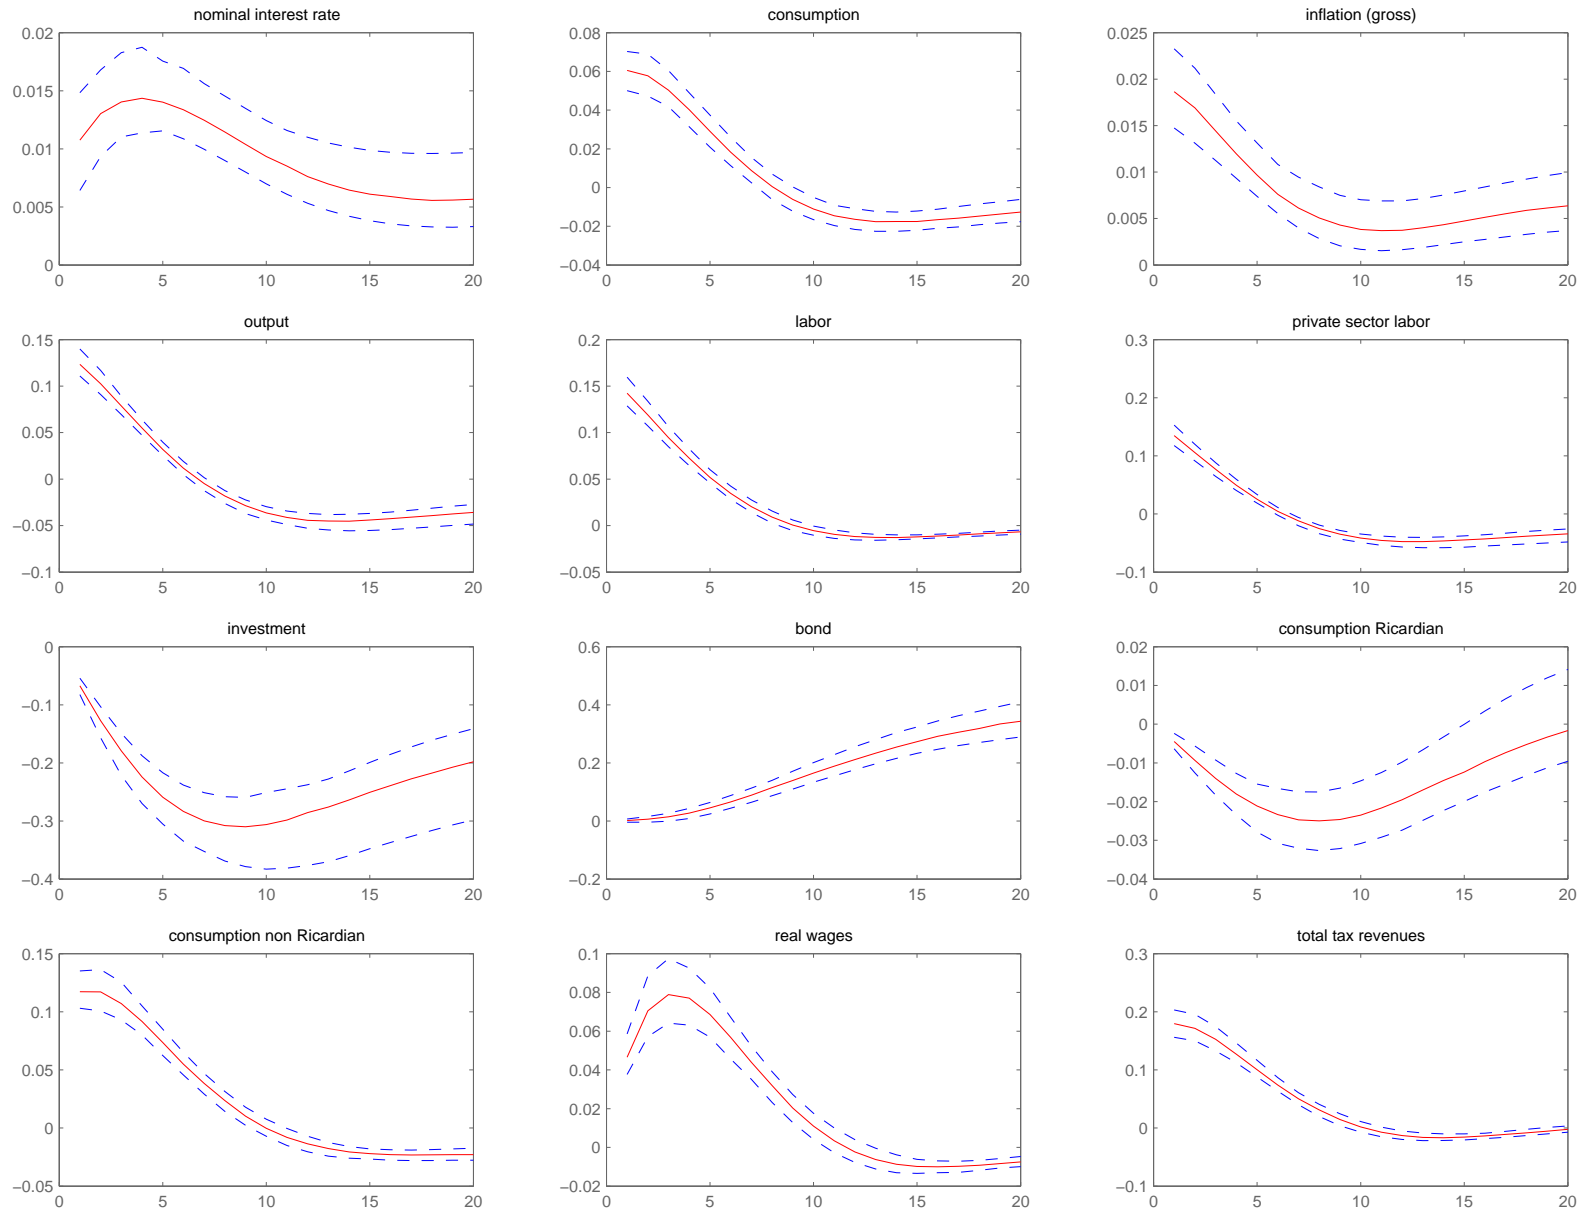 nominal interest rate
consumption
inflation (gross)
0.02
0.015
0.01
0.005
0
0 5 10 15 20
0.08
0.06
0.04
0.02
0
−0.02
−0.04
0 5 10 15 20
0.025
0.02
0.015
0.01
0.005
0
0 5 10 15 20
output
labor
private sector labor
0.15
0.1
0.05
0
−0.05
−0.1
0 5 10 15 20
0.2
0.15
0.1
0.05
0
−0.05
0 5 10 15 20
0.3
0.2
0.1
0
−0.1
0 5 10 15 20
investment
bond
consumption Ricardian
0
−0.1
−0.2
−0.3
−0.4
0 5 10 15 20
0.6
0.4
0.2
0
−0.2
0 5 10 15 20
0.02
0.01
0
−0.01
−0.02
−0.03
−0.04
0 5 10 15 20
consumption non Ricardian
real wages
total tax revenues
0.15
0.1
0.05
0
−0.05
0 5 10 15 20
0.1
0.08
0.06
0.04
0.02
0
−0.02
0 5 10 15 20
0.3
0.2
0.1
0
−0.1
0 5 10 15 20